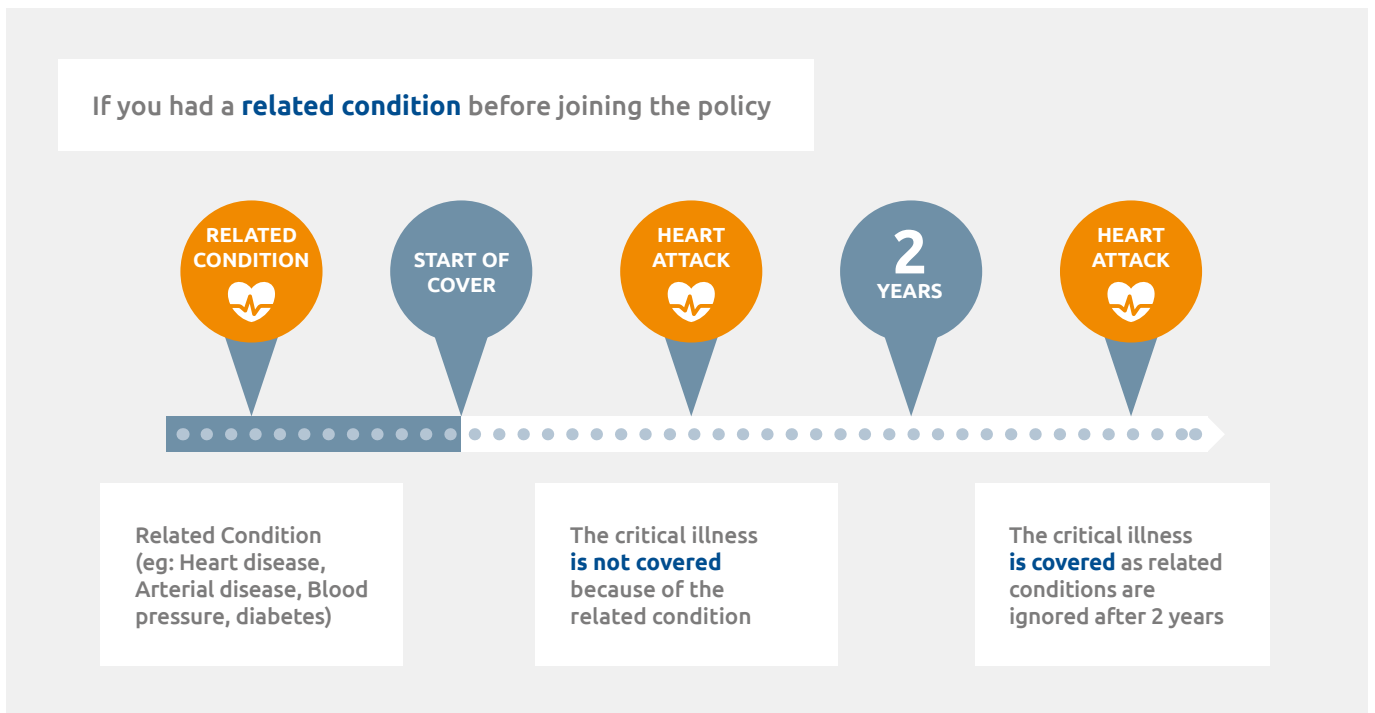 If you had a related condition before joining the policy
RELATED
CONDITION
START OF
COVER
HEART
ATTACK
2
YEARS
HEART
ATTACK
Related Condition
(eg: Heart disease,
Arterial disease, Blood
pressure, diabetes)
The critical illness
is not covered
because of the
related condition
The critical illness
is covered as related
conditions are
ignored after 2 years